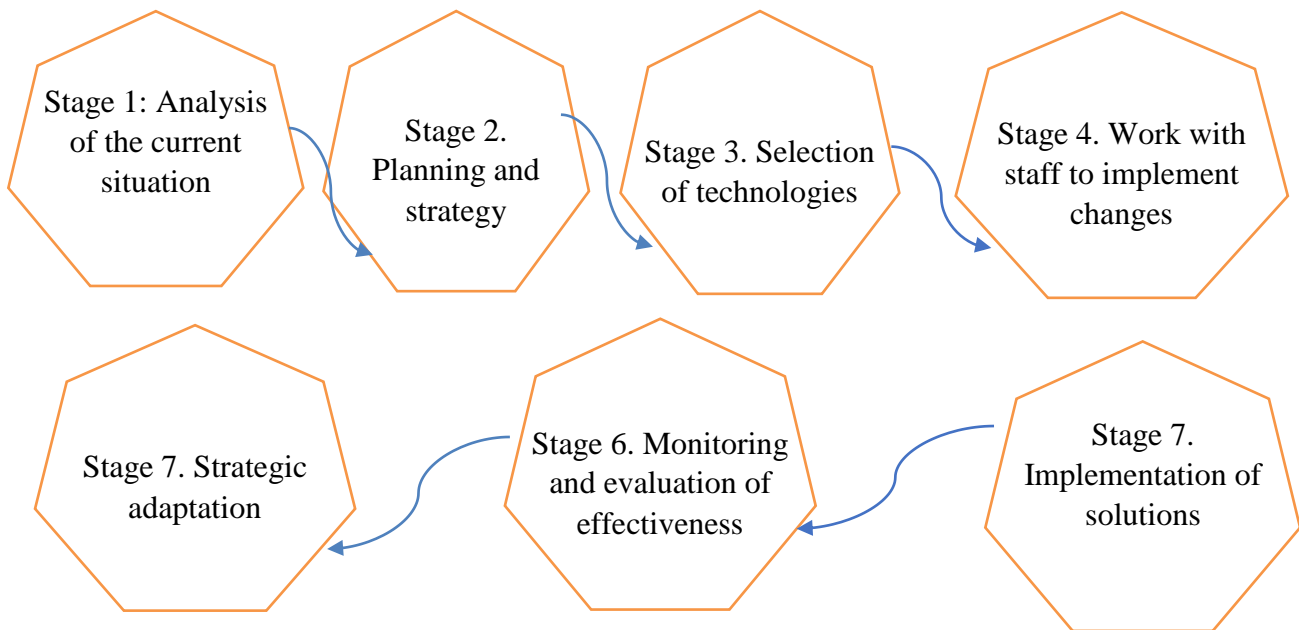 Stage 1: Analysis
of the current
situation
Stage 2.
Planning and
strategy
Stage 3. Selection
of technologies
Stage 4. Work with
staff to implement
changes
Stage 7. Strategic
adaptation
Stage 6. Monitoring
and evaluation of
effectiveness
Stage 7.
Implementation of
solutions